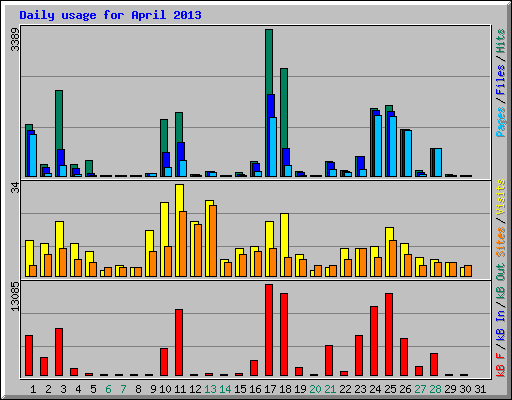 Daily usage for April 2013
3389
Pages / Files / Hits
34
Sites / Visits
13085
kB F / kB In / kB Out
1 2 3 4 5 6 7 8 9 10 11 12 13 14 15 16 17 18 19 20 21 22 23 24 25 26 27 28 29 30 31